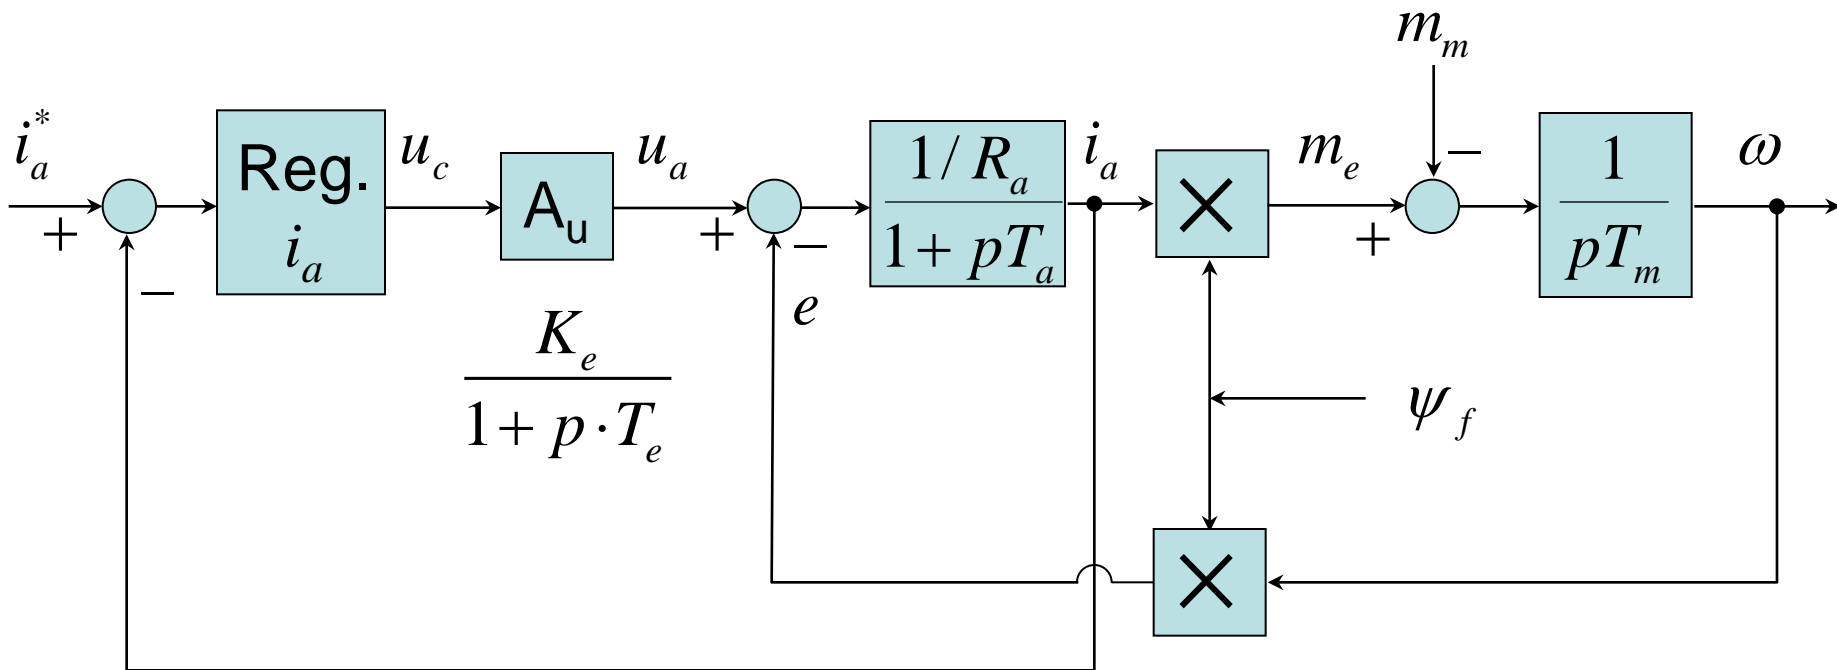 m_m
i_a^*
+
−
Reg.
i_a
u_c
A_u
u_a
+
−
e
K_e
1 + p · T_e
1 / R_a
1 + pT_a
i_a
×
m_e
+
−
1
pT_m
ω
ψ_f
×